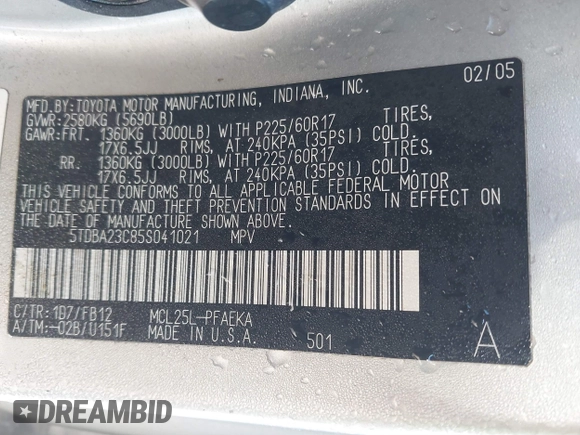 MFD.BY:TOYOTA MOTOR MANUFACTURING, INDIANA, INC. 02/05
GVWR:2580KG (5690LB)
GAWR:FRT. 1360KG (3000LB) WITH P225/60R17 TIRES,
17X6.5JJ RIMS, AT 240KPA (35PSI) COLD.
RR. 1360KG (3000LB) WITH P225/60R17 TIRES,
17X6.5JJ RIMS, AT 240KPA (35PSI) COLD.
THIS VEHICLE CONFORMS TO ALL APPLICABLE FEDERAL MOTOR
VEHICLE SAFETY AND THEFT PREVENTION STANDARDS IN EFFECT ON
THE DATE OF MANUFACTURE SHOWN ABOVE.
5TDBA23C85S041021 MPV
C/TR:1D7/FB12 MCL25L-PFAEKA
A/TM:-02B/U151F MADE IN U.S.A. 501 A
DREAMBID